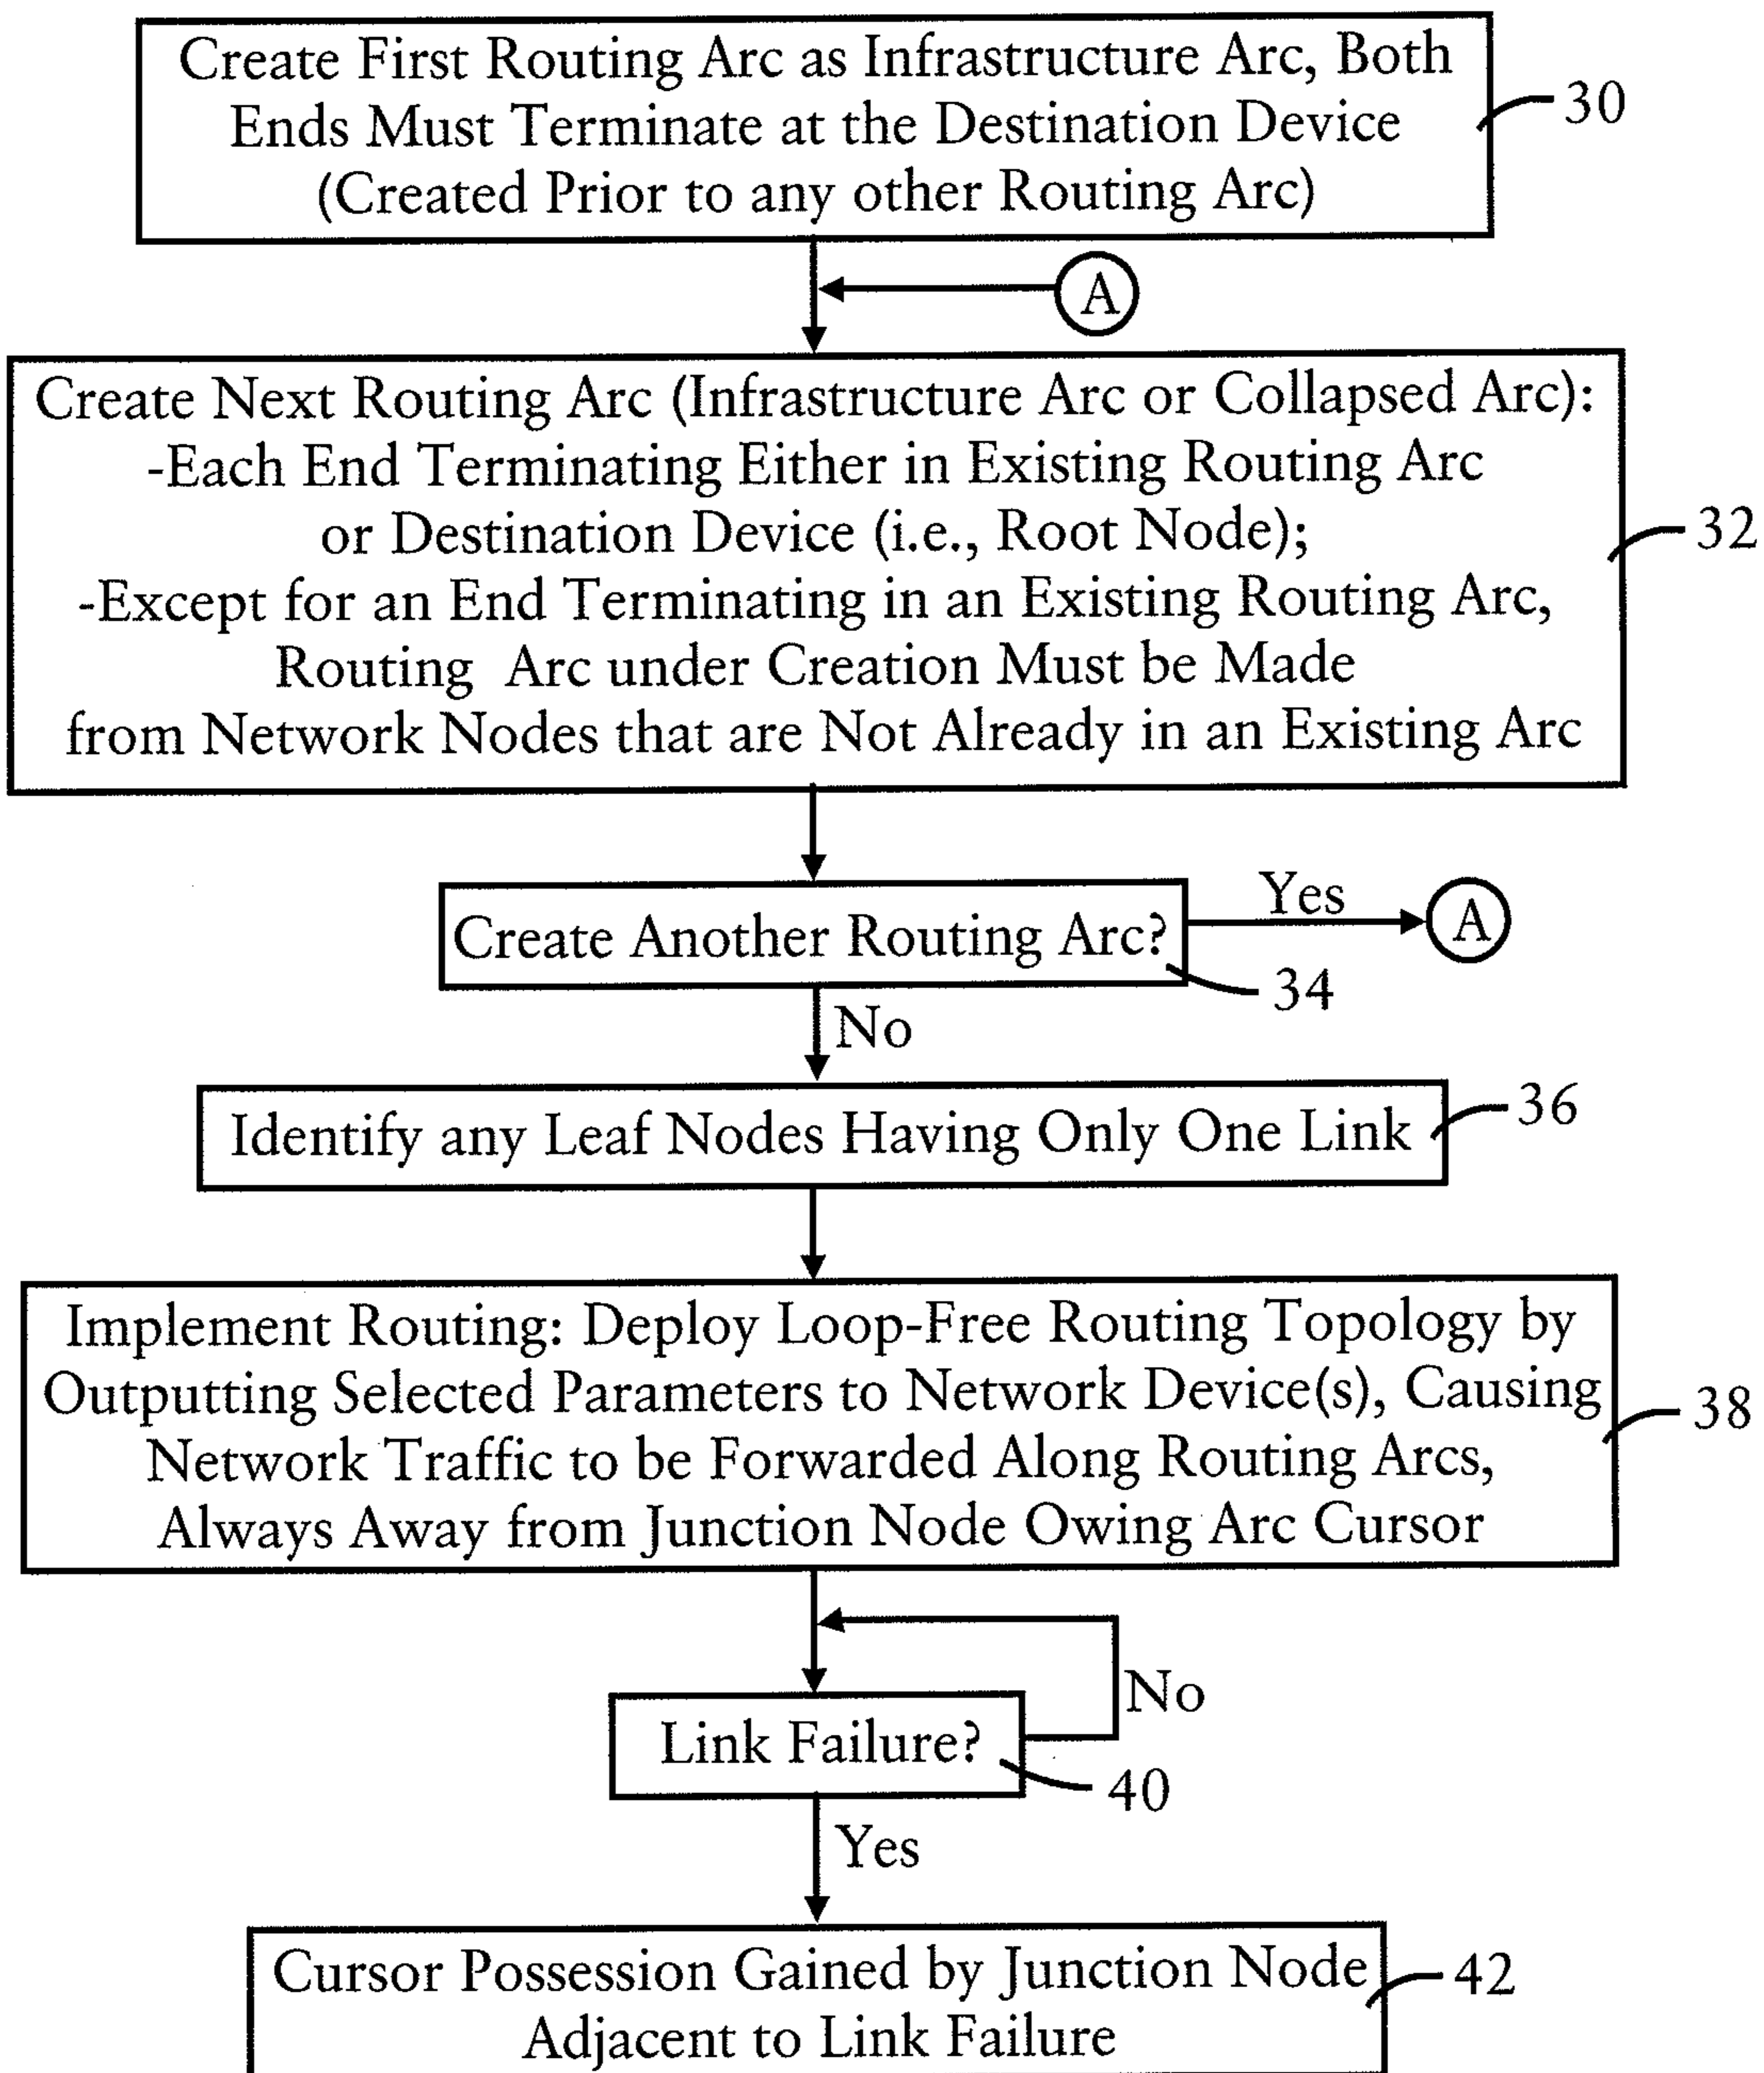 Create First Routing Arc as Infrastructure Arc, Both
Ends Must Terminate at the Destination Device
(Created Prior to any other Routing Arc)
30
A
Create Next Routing Arc (Infrastructure Arc or Collapsed Arc):
-Each End Terminating Either in Existing Routing Arc
or Destination Device (i.e., Root Node);
-Except for an End Terminating in an Existing Routing Arc,
Routing Arc under Creation Must be Made
from Network Nodes that are Not Already in an Existing Arc
32
Create Another Routing Arc?
Yes
A
34
No
Identify any Leaf Nodes Having Only One Link
36
Implement Routing: Deploy Loop-Free Routing Topology by
Outputting Selected Parameters to Network Device(s), Causing
Network Traffic to be Forwarded Along Routing Arcs,
Always Away from Junction Node Owing Arc Cursor
38
Link Failure?
No
40
Yes
Cursor Possession Gained by Junction Node
Adjacent to Link Failure
42